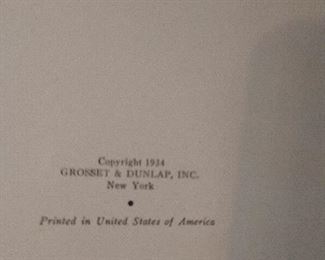 Copyright 1934
GROSSET & DUNLAP, INC.
New York
•
Printed in United States of America